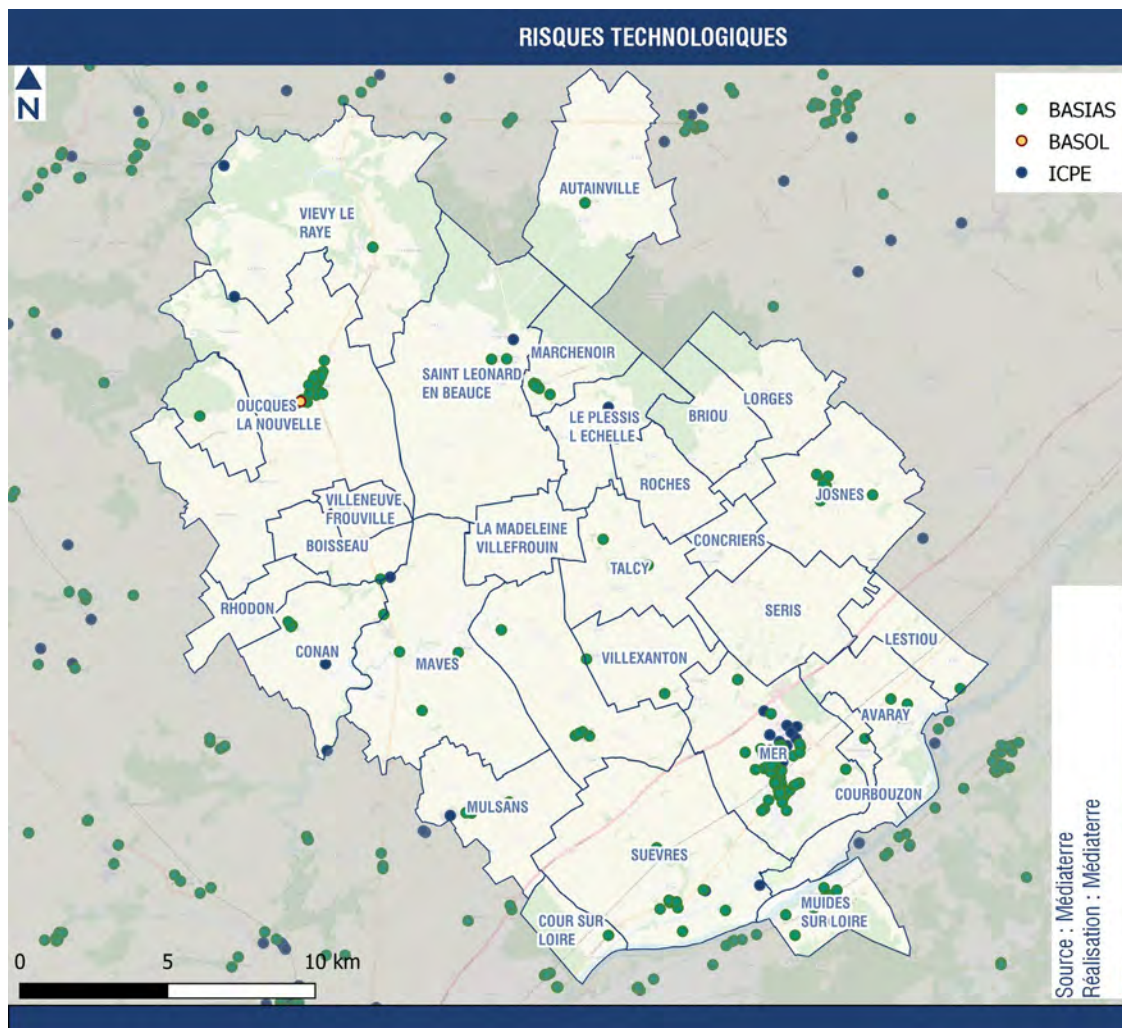 RISQUES TECHNOLOGIQUES
N
BASIAS
BASOL
ICPE
AUTAINVILLE
VIEVY LE
RAYE
MARCHENOIR
SAINT LEONARD
EN BEAUCE
OUCQUES
LA NOUVELLE
LE PLESSIS
L ECHELLE
BRIOU
LORGES
JOSNES
ROCHES
VILLENEUVE
FROUVILLE
BOISSEAU
LA MADELEINE
VILLEFROUIN
CONCRIERS
TALCY
RHODON
SERIS
CONAN
MAVES
VILLEXANTON
LESTIOU
AVARAY
MER
COURBOUZON
MULSANS
SUEVRES
MUIDES
SUR LOIRE
COUR SUR
LOIRE
0 5 10 km
Source : Médiaterre
Réalisation : Médiaterre